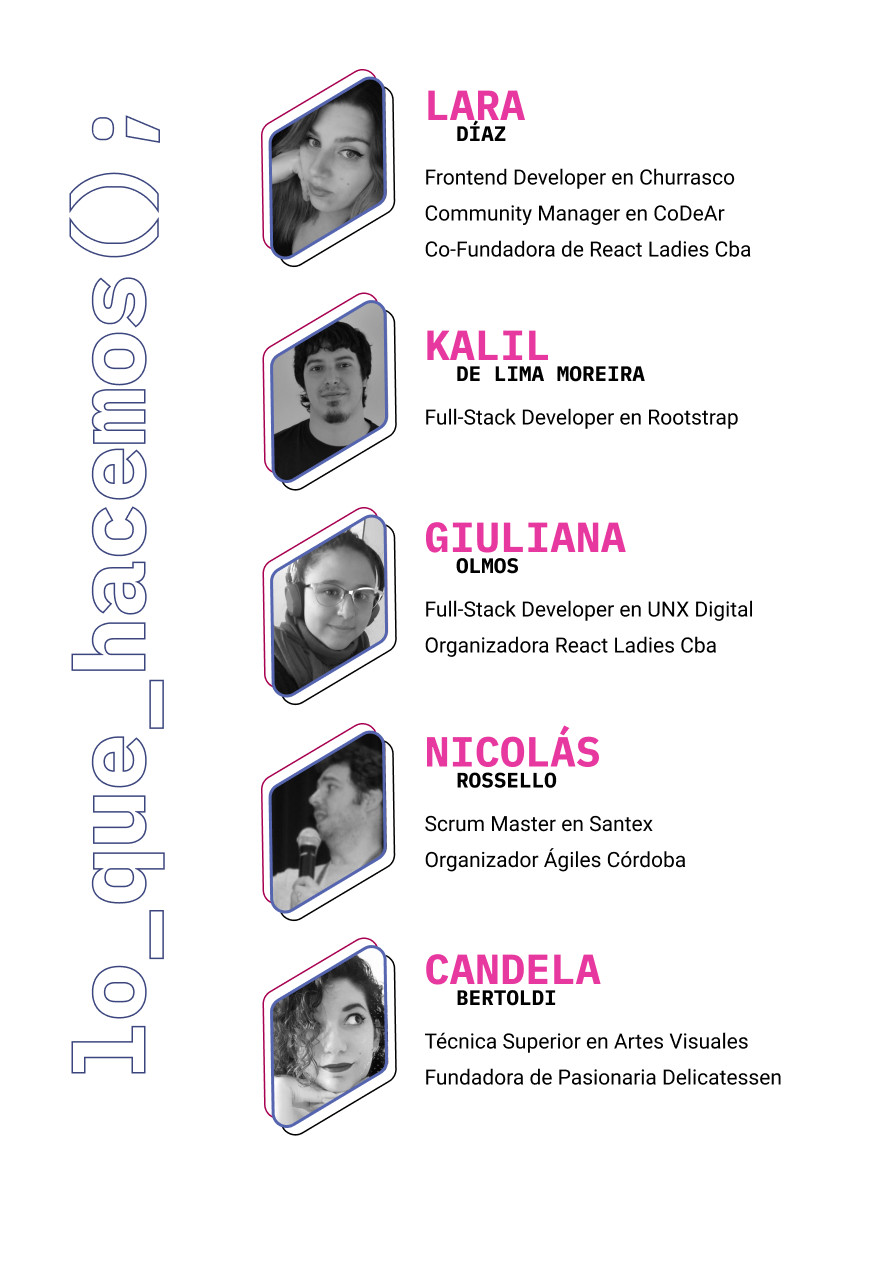 lo_que_hacemos();
LARA
DÍAZ
Frontend Developer en Churrasco
Community Manager en CoDeAr
Co-Fundadora de React Ladies Cba
KALIL
DE LIMA MOREIRA
Full-Stack Developer en Rootstrap
GIULIANA
OLMOS
Full-Stack Developer en UNX Digital
Organizadora React Ladies Cba
NICOLÁS
ROSSELLO
Scrum Master en Santex
Organizador Ágiles Córdoba
CANDELA
BERTOLDI
Técnica Superior en Artes Visuales
Fundadora de Pasionaria Delicatessen